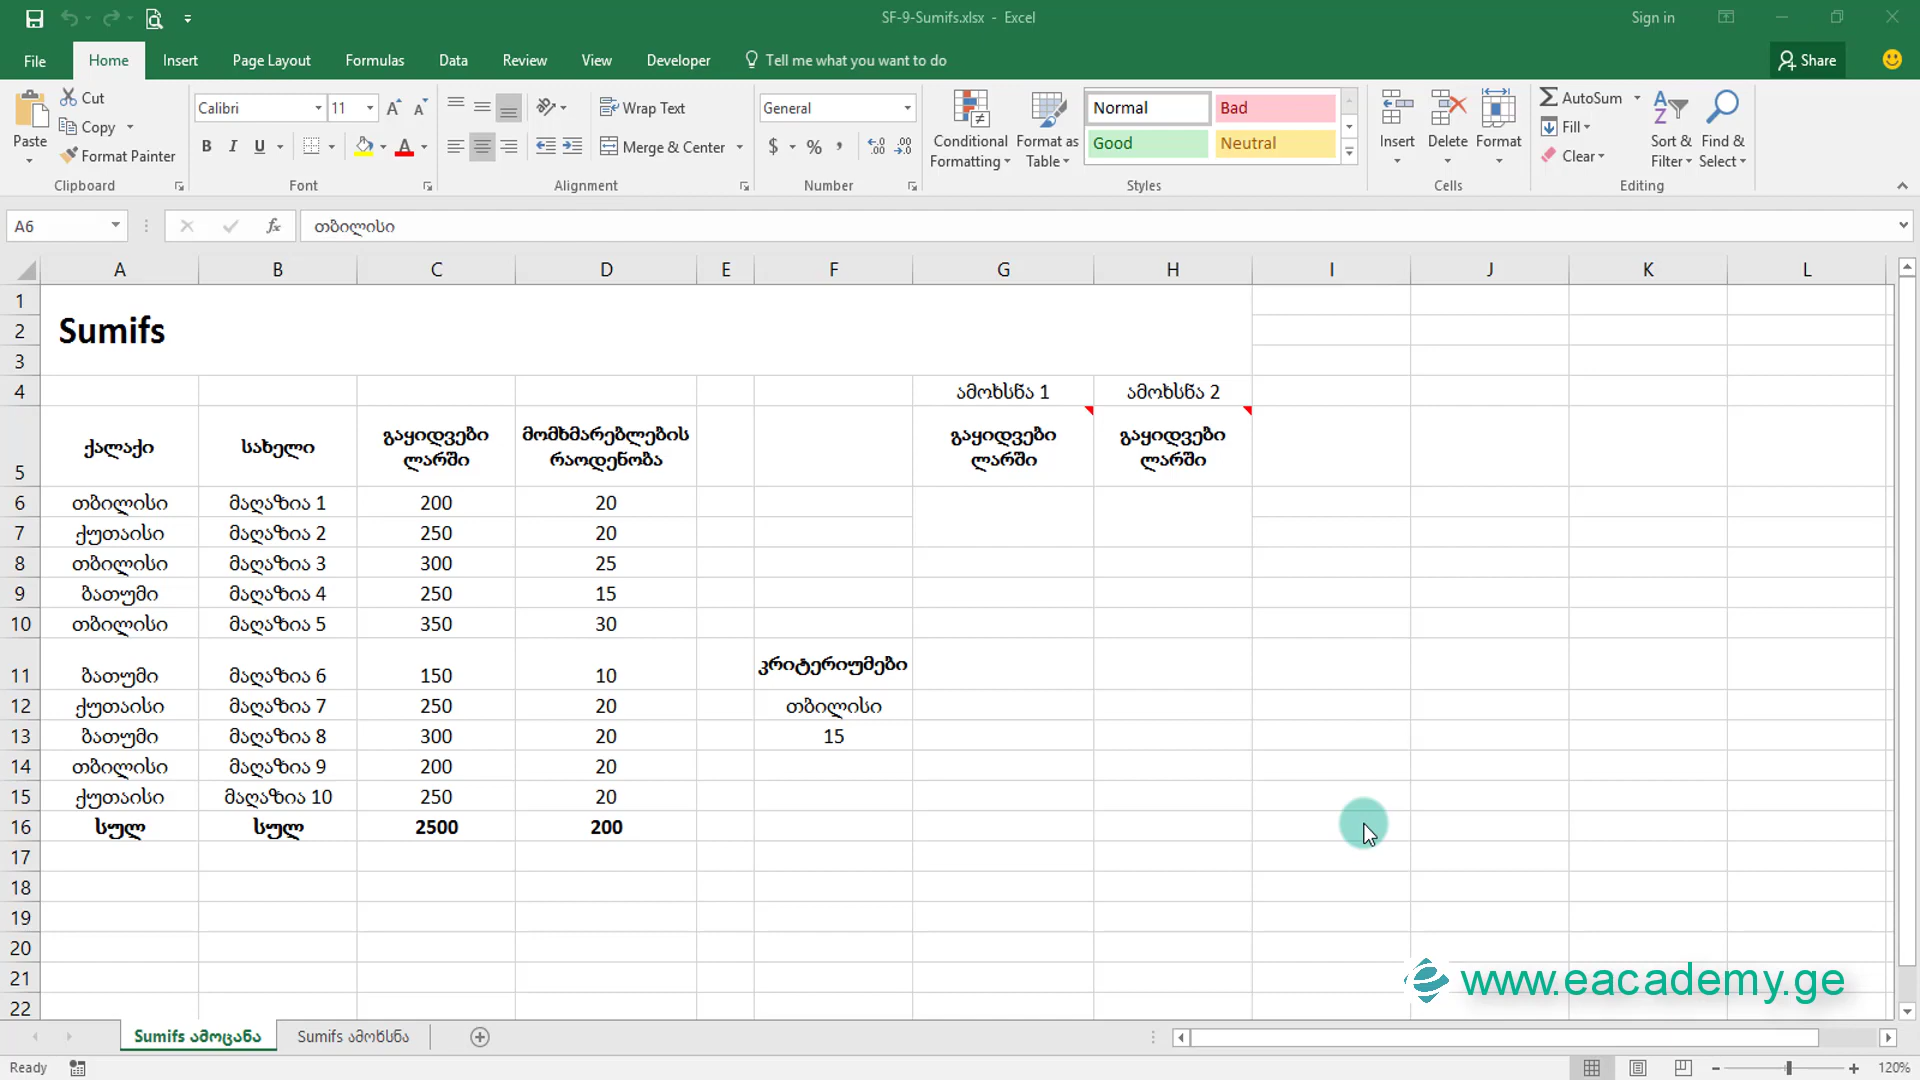 SF-9-Sumifs.xlsx - Excel
Sign in
File Home Insert Page Layout Formulas Data Review View Developer Tell me what you want to do Share
Paste
Cut
Copy
Format Painter
Clipboard
Calibri 11
B I U
Font
Wrap Text
Merge & Center
Alignment
General
$ % ,
Number
Conditional Formatting
Format as Table
Normal Bad
Good Neutral
Styles
Insert Delete Format
Cells
AutoSum
Fill
Clear
Sort & Filter
Find & Select
Editing
A6 fx თბილისი
A B C D E F G H I J K L
1
2 Sumifs
3
4 ამოხსნა 1 ამოხსნა 2
5 ქალაქი სახელი გაყიდვები ლარში მომხმარებლების რაოდენობა გაყიდვები ლარში გაყიდვები ლარში
6 თბილისი მაღაზია 1 200 20
7 ქუთაისი მაღაზია 2 250 20
8 თბილისი მაღაზია 3 300 25
9 ბათუმი მაღაზია 4 250 15
10 თბილისი მაღაზია 5 350 30
11 ბათუმი მაღაზია 6 150 10 კრიტერიუმები
12 ქუთაისი მაღაზია 7 250 20 თბილისი
13 ბათუმი მაღაზია 8 300 20 15
14 თბილისი მაღაზია 9 200 20
15 ქუთაისი მაღაზია 10 250 20
16 სულ სულ 2500 200
17
18
19
20
21
22
www.eacademy.ge
Sumifs ამოცანა Sumifs ამოხსნა
Ready 120%